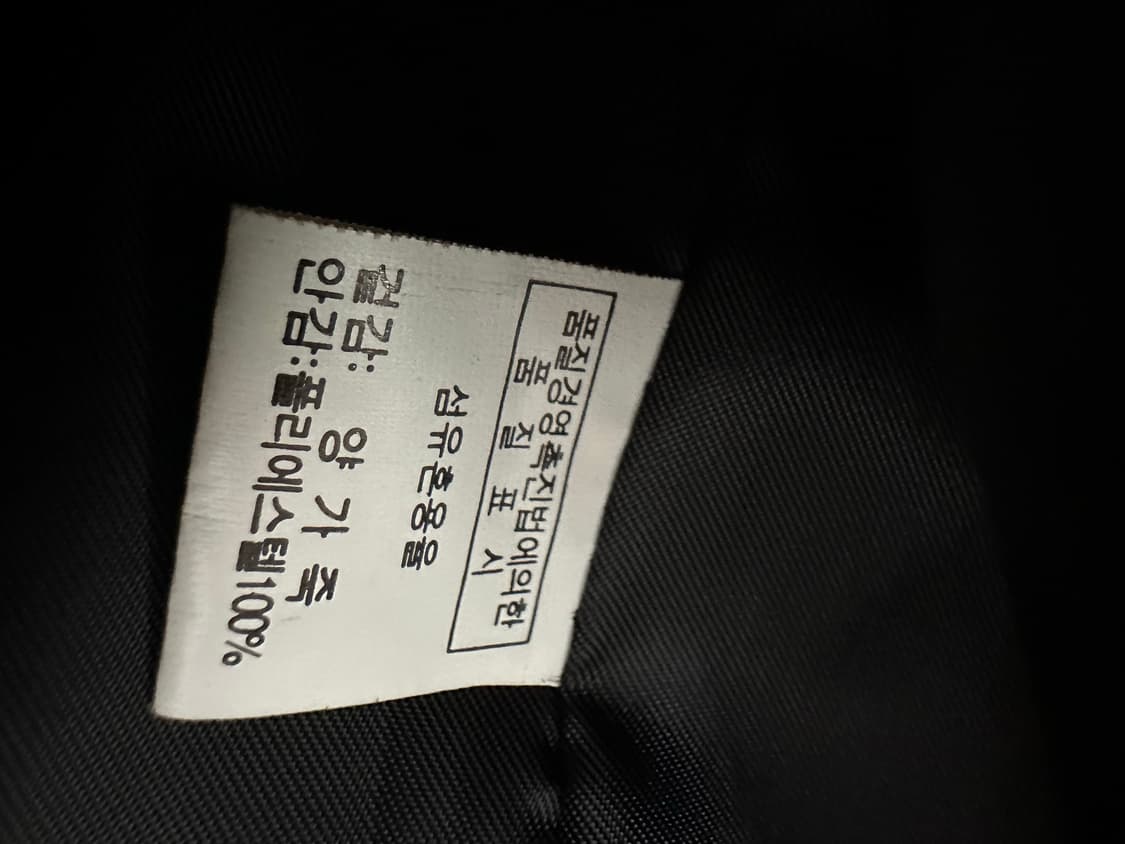 품질경영촉진법에의한
품질표시
섬유혼용율
겉감: 양가죽
안감:폴리에스텔100%